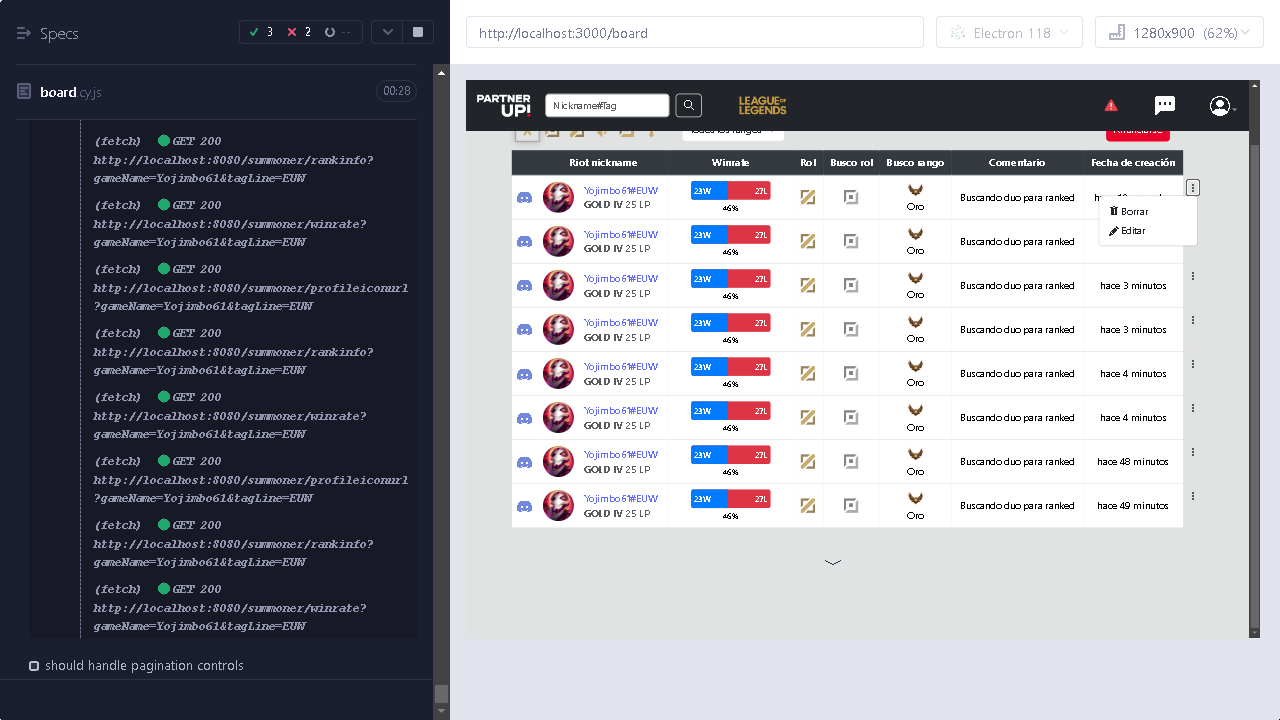 Specs
3
2
--
board.cy.js
00:28
(fetch) GET 200
http://localhost:8080/summoner/rankinfo?
gameName=Yojimbo61&tagLine=EUW
(fetch) GET 200
http://localhost:8080/summoner/winrate?
gameName=Yojimbo61&tagLine=EUW
(fetch) GET 200
http://localhost:8080/summoner/profileiconurl
?gameName=Yojimbo61&tagLine=EUW
(fetch) GET 200
http://localhost:8080/summoner/rankinfo?
gameName=Yojimbo61&tagLine=EUW
(fetch) GET 200
http://localhost:8080/summoner/winrate?
gameName=Yojimbo61&tagLine=EUW
(fetch) GET 200
http://localhost:8080/summoner/profileiconurl
?gameName=Yojimbo61&tagLine=EUW
(fetch) GET 200
http://localhost:8080/summoner/rankinfo?
gameName=Yojimbo61&tagLine=EUW
(fetch) GET 200
http://localhost:8080/summoner/winrate?
gameName=Yojimbo61&tagLine=EUW
should handle pagination controls
http://localhost:3000/board
Electron 118
1280x900 (62%)
PARTNER
UP!
Nickname#Tag
LEAGUE OF
LEGENDS
Todos los rangos
Anunciarse
Riot nickname Winrate Rol Busco rol Busco rango Comentario Fecha de creación
Yojimbo61#EUW
GOLD IV 25 LP
23W 27L
46%
Oro
Buscando duo para ranked
Borrar
Editar
Yojimbo61#EUW
GOLD IV 25 LP
23W 27L
46%
Oro
Buscando duo para ranked
Yojimbo61#EUW
GOLD IV 25 LP
23W 27L
46%
Oro
Buscando duo para ranked
hace 3 minutos
Yojimbo61#EUW
GOLD IV 25 LP
23W 27L
46%
Oro
Buscando duo para ranked
hace 3 minutos
Yojimbo61#EUW
GOLD IV 25 LP
23W 27L
46%
Oro
Buscando duo para ranked
hace 4 minutos
Yojimbo61#EUW
GOLD IV 25 LP
23W 27L
46%
Oro
Buscando duo para ranked
hace 4 minutos
Yojimbo61#EUW
GOLD IV 25 LP
23W 27L
46%
Oro
Buscando duo para ranked
hace 48 minutos
Yojimbo61#EUW
GOLD IV 25 LP
23W 27L
46%
Oro
Buscando duo para ranked
hace 49 minutos